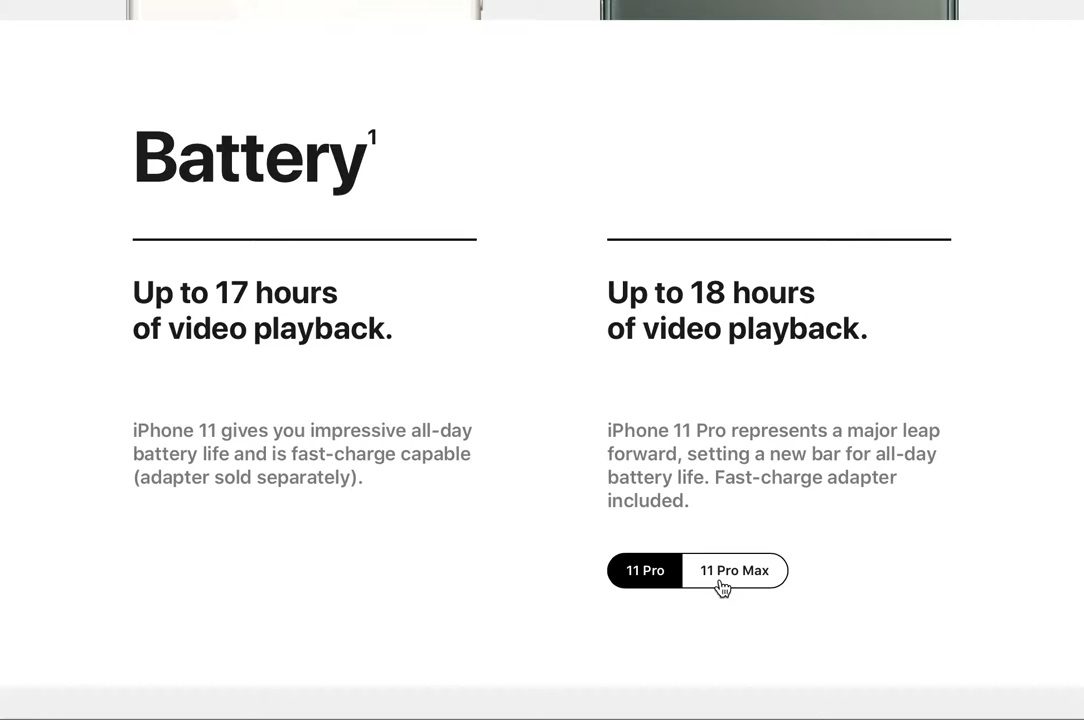 Battery1
Up to 17 hours
of video playback.
iPhone 11 gives you impressive all-day
battery life and is fast-charge capable
(adapter sold separately).
Up to 18 hours
of video playback.
iPhone 11 Pro represents a major leap
forward, setting a new bar for all-day
battery life. Fast-charge adapter
included.
11 Pro
11 Pro Max